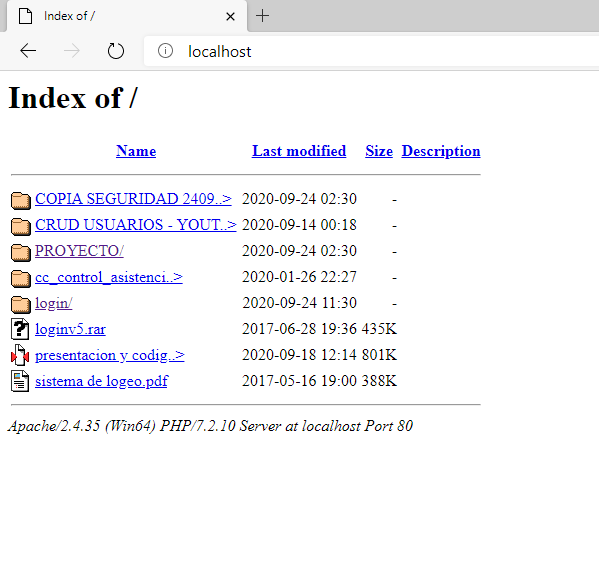 Index of /
localhost
Index of /
Name Last modified Size Description
COPIA SEGURIDAD 2409..> 2020-09-24 02:30 -
CRUD USUARIOS - YOUT..> 2020-09-14 00:18 -
PROYECTO/ 2020-09-24 02:30 -
cc_control_asistenci..> 2020-01-26 22:27 -
login/ 2020-09-24 11:30 -
loginv5.rar 2017-06-28 19:36 435K
presentacion y codig..> 2020-09-18 12:14 801K
sistema de logeo.pdf 2017-05-16 19:00 388K
Apache/2.4.35 (Win64) PHP/7.2.10 Server at localhost Port 80